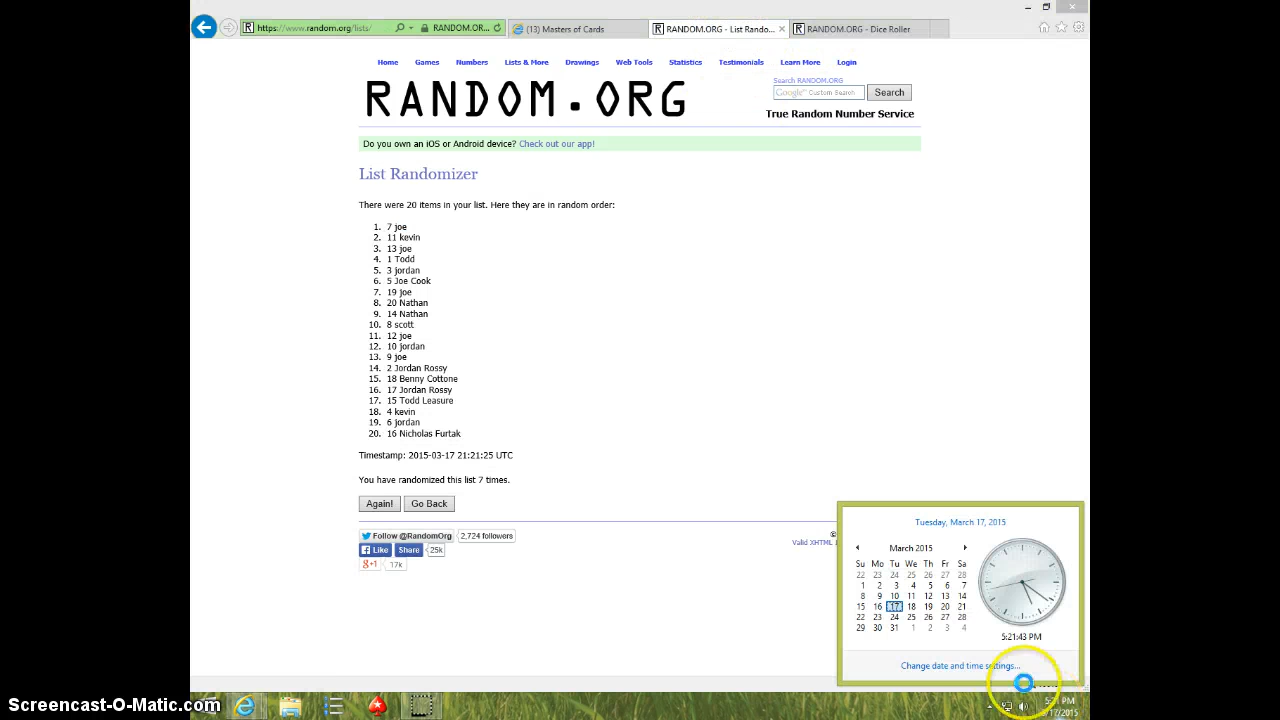 https://www.random.org/lists/ RANDOM.OR... (13) Masters of Cards RANDOM.ORG - List Rando... RANDOM.ORG - Dice Roller
Home Games Numbers Lists & More Drawings Web Tools Statistics Testimonials Learn More Login
RANDOM.ORG
Search RANDOM.ORG
Google™ Custom Search Search
True Random Number Service
Do you own an iOS or Android device? Check out our app!
List Randomizer
There were 20 items in your list. Here they are in random order:
1. 7 joe
2. 11 kevin
3. 13 joe
4. 1 Todd
5. 3 jordan
6. 5 Joe Cook
7. 19 joe
8. 20 Nathan
9. 14 Nathan
10. 8 scott
11. 12 joe
12. 10 jordan
13. 9 joe
14. 2 Jordan Rossy
15. 18 Benny Cottone
16. 17 Jordan Rossy
17. 15 Todd Leasure
18. 4 kevin
19. 6 jordan
20. 16 Nicholas Furtak
Timestamp: 2015-03-17 21:21:25 UTC
You have randomized this list 7 times.
Again! Go Back
Follow @RandomOrg 2,724 followers
Like Share 25k
g+1 17k
©
Valid XHTML 1
Tuesday, March 17, 2015
March 2015
Su Mo Tu We Th Fr Sa
22 23 24 25 26 27 28
1 2 3 4 5 6 7
8 9 10 11 12 13 14
15 16 17 18 19 20 21
22 23 24 25 26 27 28
29 30 31 1 2 3 4
5:21:43 PM
Change date and time settings...
PM
/17/2015
Screencast-O-Matic.com